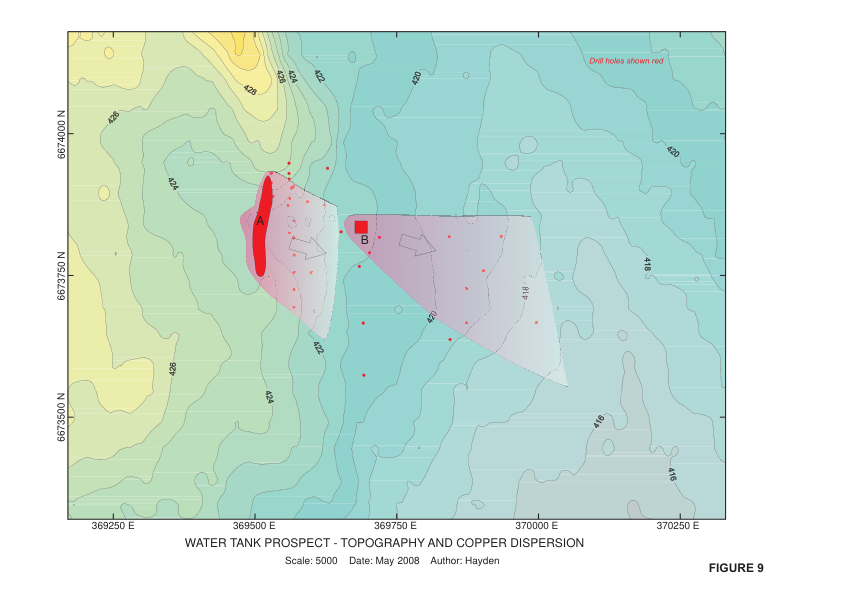 Drill holes shown red
426
424
422
420
428
426
6674000 N
420
424
A
B
6673750 N
418
418
420
422
426
424
6673500 N
416
416
369250 E
369500 E
369750 E
370000 E
370250 E
WATER TANK PROSPECT - TOPOGRAPHY AND COPPER DISPERSION
Scale: 5000 Date: May 2008 Author: Hayden
FIGURE 9